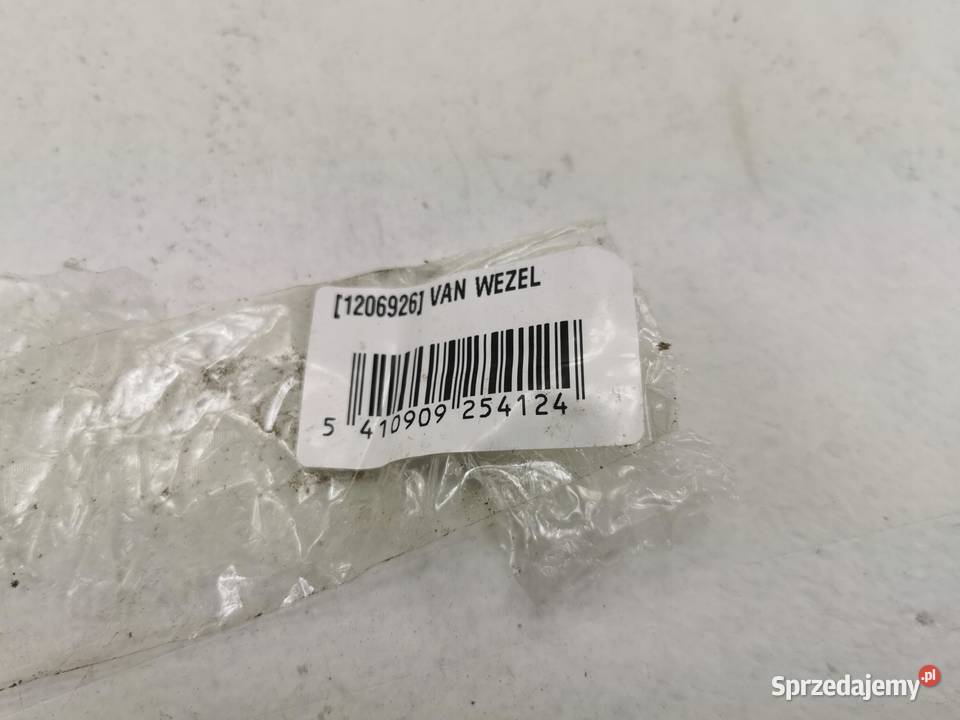 [1206926] VAN WEZEL
5 410909 254124
Sprzedajemy.pl